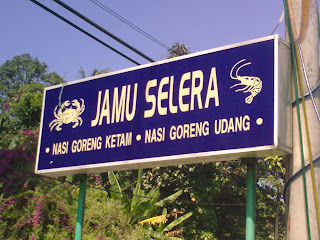 JAMU SELERA
• NASI GORENG KETAM • NASI GORENG UDANG •